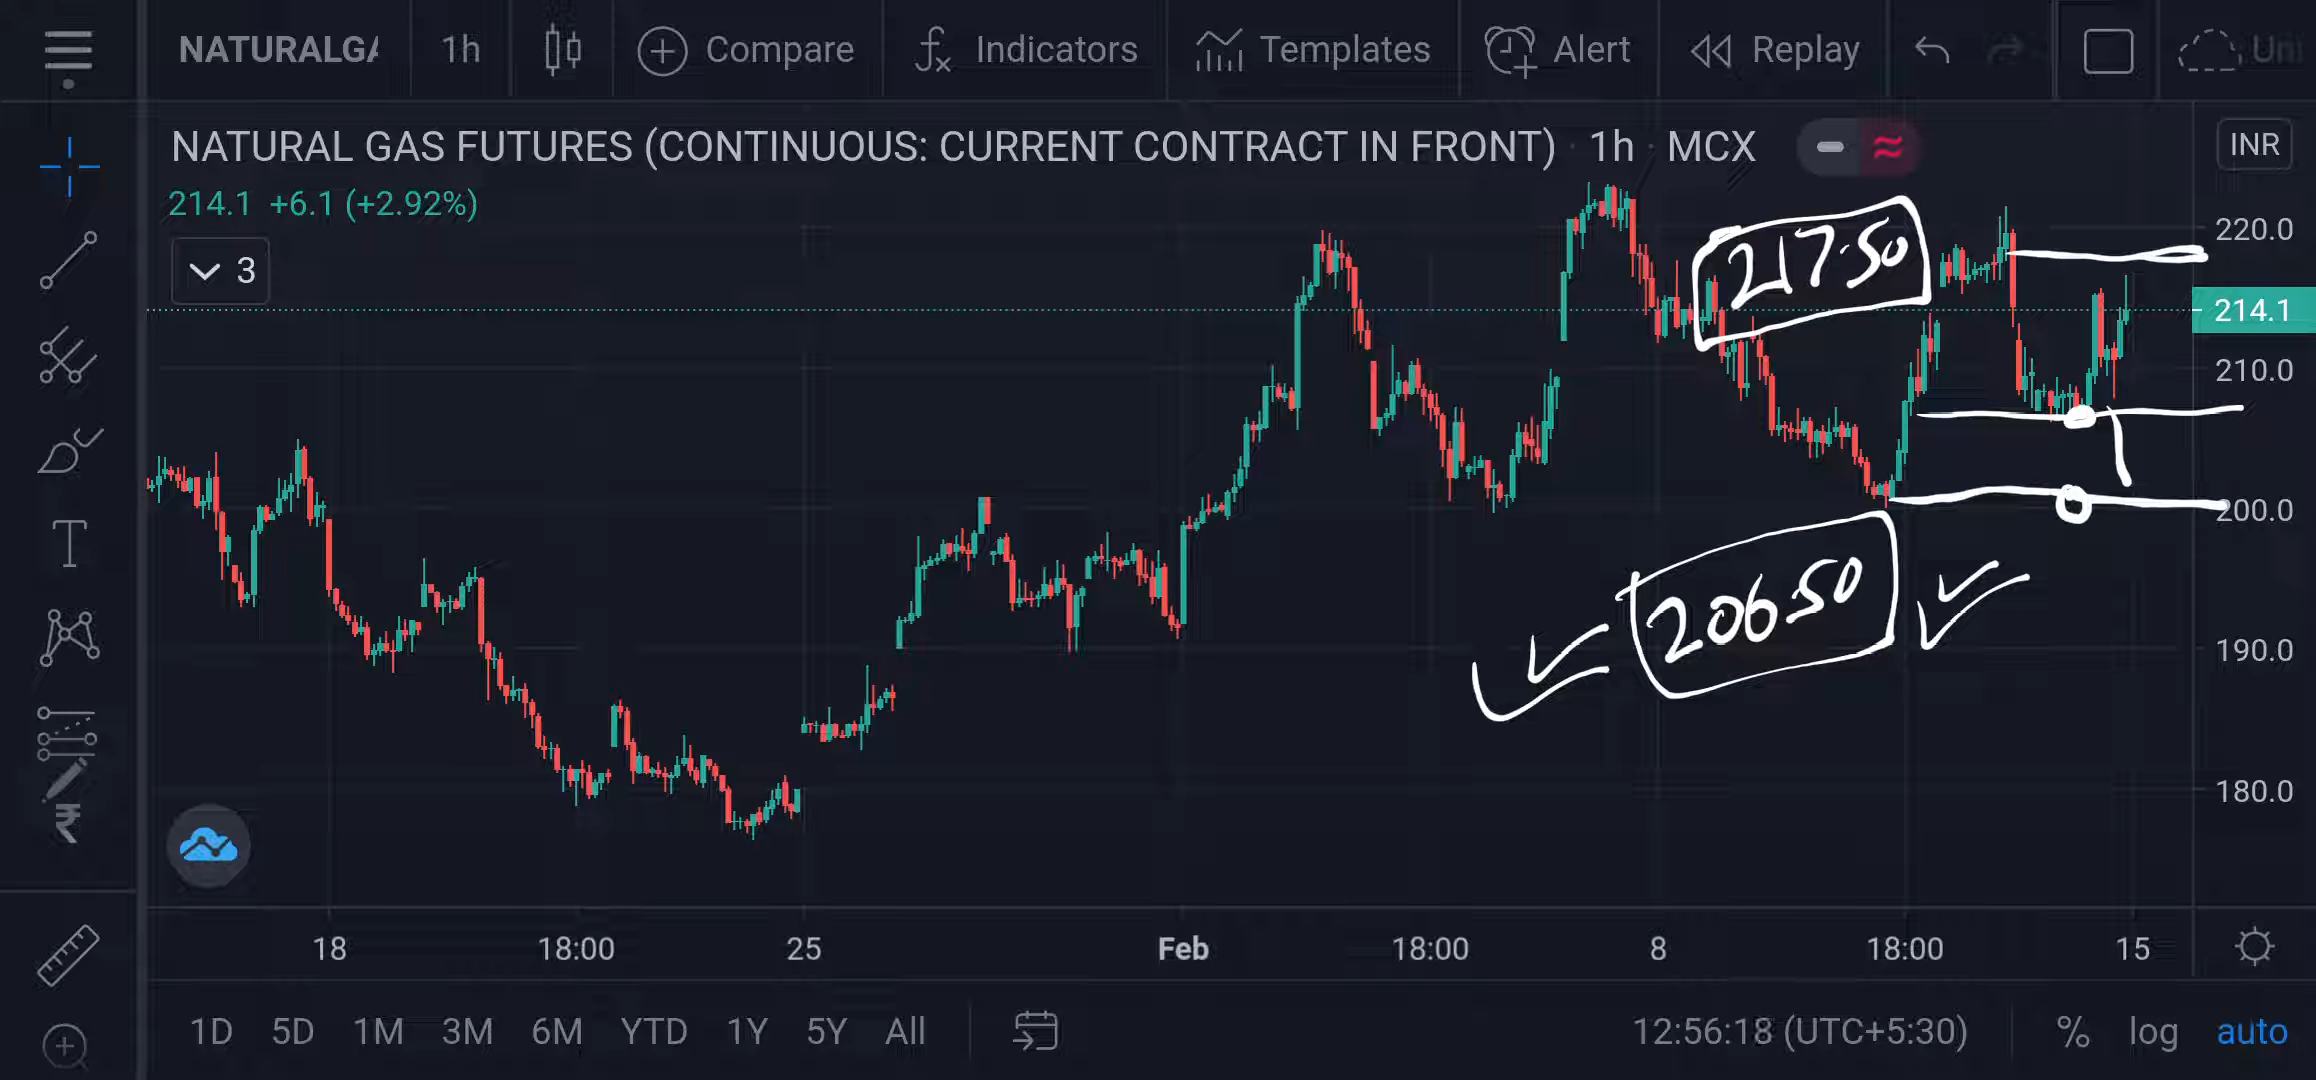 NATURALGA 1h Compare Indicators Templates Alert Replay
NATURAL GAS FUTURES (CONTINUOUS: CURRENT CONTRACT IN FRONT) · 1h · MCX
INR
214.1 +6.1 (+2.92%)
3
217.50
220.0
214.1
210.0
200.0
206.50
190.0
180.0
T
₹
18 18:00 25 Feb 18:00 8 18:00 15
1D 5D 1M 3M 6M YTD 1Y 5Y All
12:56:18 (UTC+5:30) % log auto